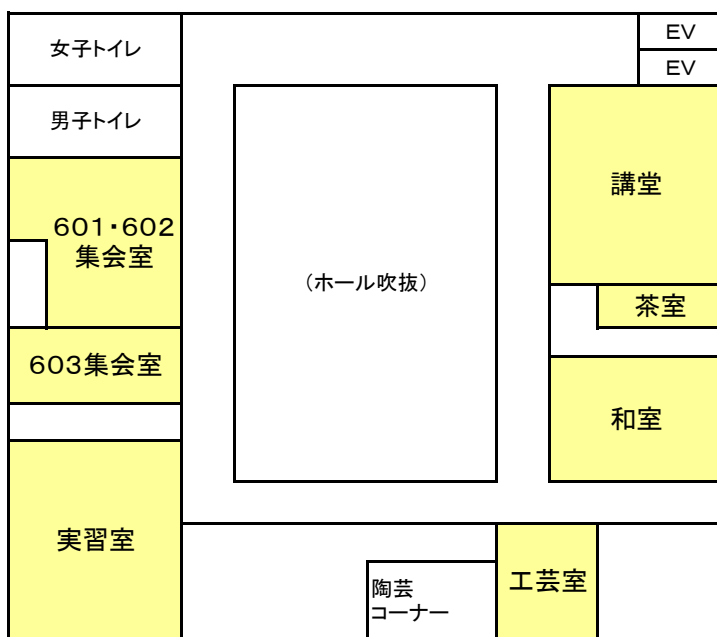 女子トイレ
EV
EV
男子トイレ
講堂
601・602
集会室
(ホール吹抜)
茶室
603集会室
和室
実習室
工芸室
陶芸
コーナー